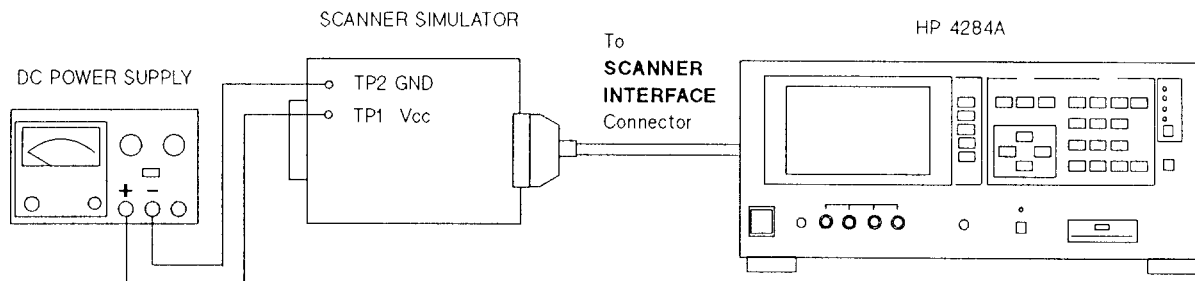 SCANNER SIMULATOR
HP 4284A
DC POWER SUPPLY
TP2 GND
TP1 Vcc
To
SCANNER
INTERFACE
Connector
+ −